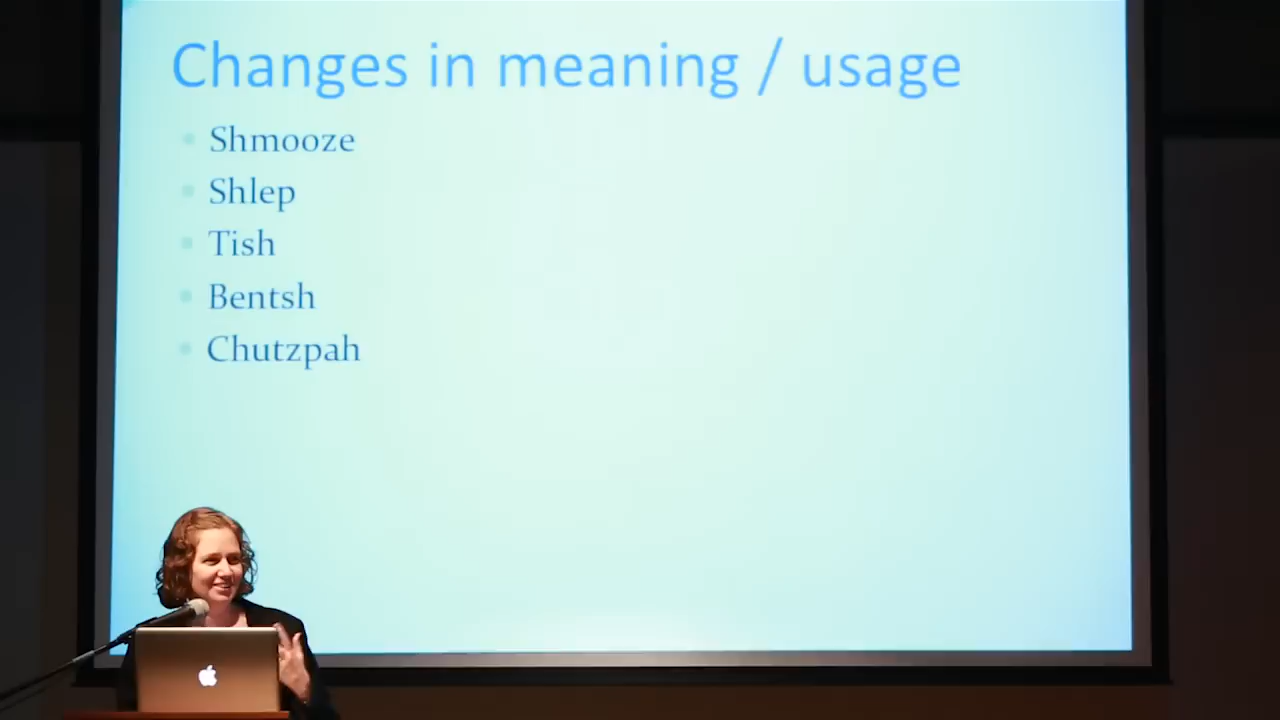 Changes in meaning / usage
Shmooze
Shlep
Tish
Bentsh
Chutzpah